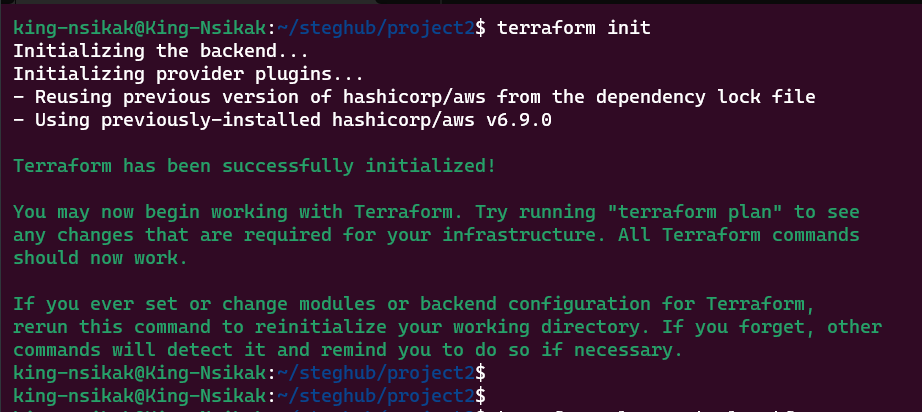 king-nsikak@King-Nsikak:~/steghub/project2$ terraform init
Initializing the backend...
Initializing provider plugins...
- Reusing previous version of hashicorp/aws from the dependency lock file
- Using previously-installed hashicorp/aws v6.9.0
Terraform has been successfully initialized!
You may now begin working with Terraform. Try running "terraform plan" to see
any changes that are required for your infrastructure. All Terraform commands
should now work.
If you ever set or change modules or backend configuration for Terraform,
rerun this command to reinitialize your working directory. If you forget, other
commands will detect it and remind you to do so if necessary.
king-nsikak@King-Nsikak:~/steghub/project2$
king-nsikak@King-Nsikak:~/steghub/project2$